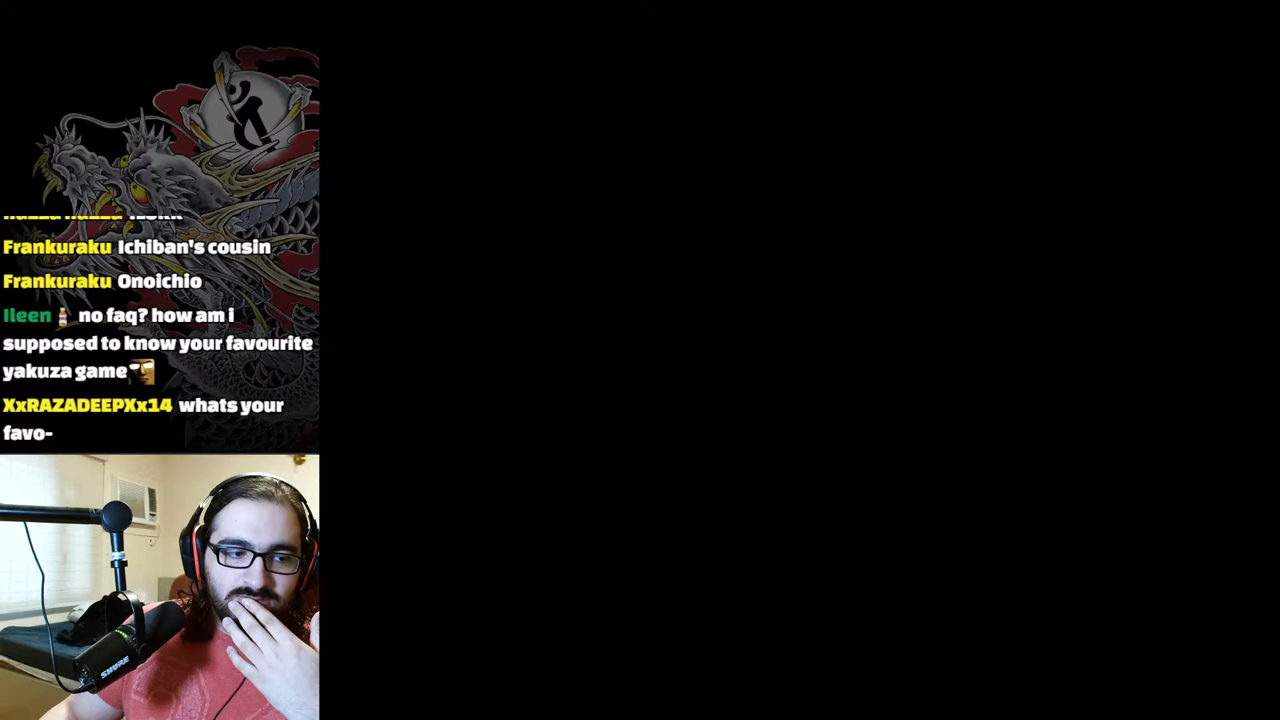 Frankuraku Ichiban's cousin
Frankuraku Onoichio
Ileen no faq? how am i
supposed to know your favourite
yakuza game
XxRAZADEEPXx14 whats your
favo-
SHURE